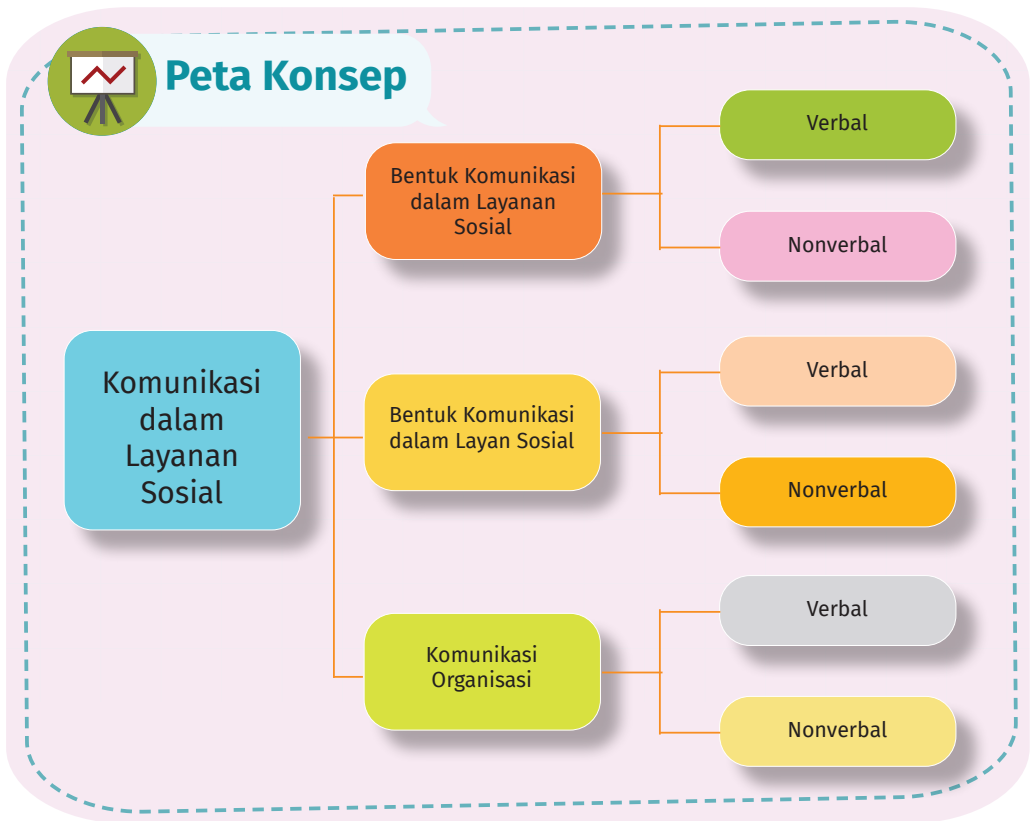 Peta Konsep
Komunikasi
dalam
Layanan
Sosial
Bentuk Komunikasi
dalam Layanan
Sosial
Verbal
Nonverbal
Bentuk Komunikasi
dalam Layan Sosial
Verbal
Nonverbal
Komunikasi
Organisasi
Verbal
Nonverbal